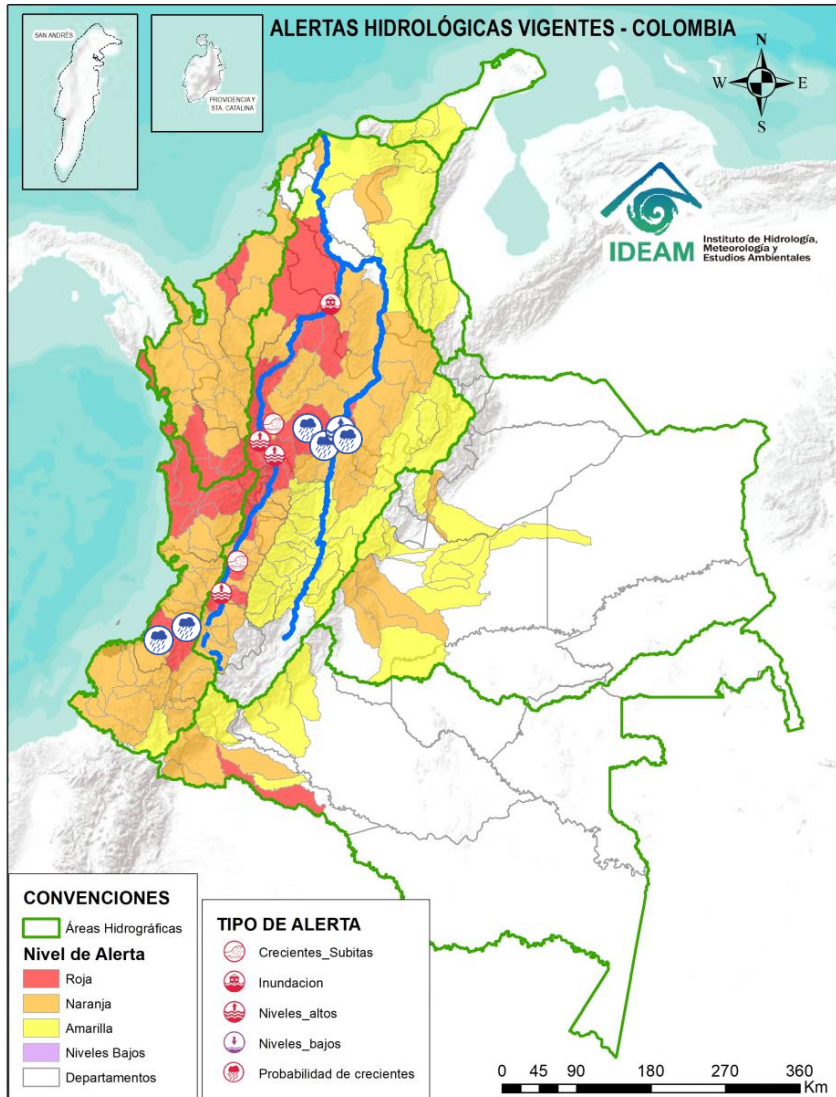 ALERTAS HIDROLÓGICAS VIGENTES - COLOMBIA
SAN ANDRÉS
PROVIDENCIA Y
STA. CATALINA
N
W
E
S
IDEAM
Instituto de Hidrología,
Meteorología y
Estudios Ambientales
CONVENCIONES
Áreas Hidrográficas
Nivel de Alerta
Roja
Naranja
Amarilla
Niveles Bajos
Departamentos
TIPO DE ALERTA
Crecientes_Subitas
Inundacion
Niveles_altos
Niveles_bajos
Probabilidad de crecientes
0 45 90 180 270 360
Km